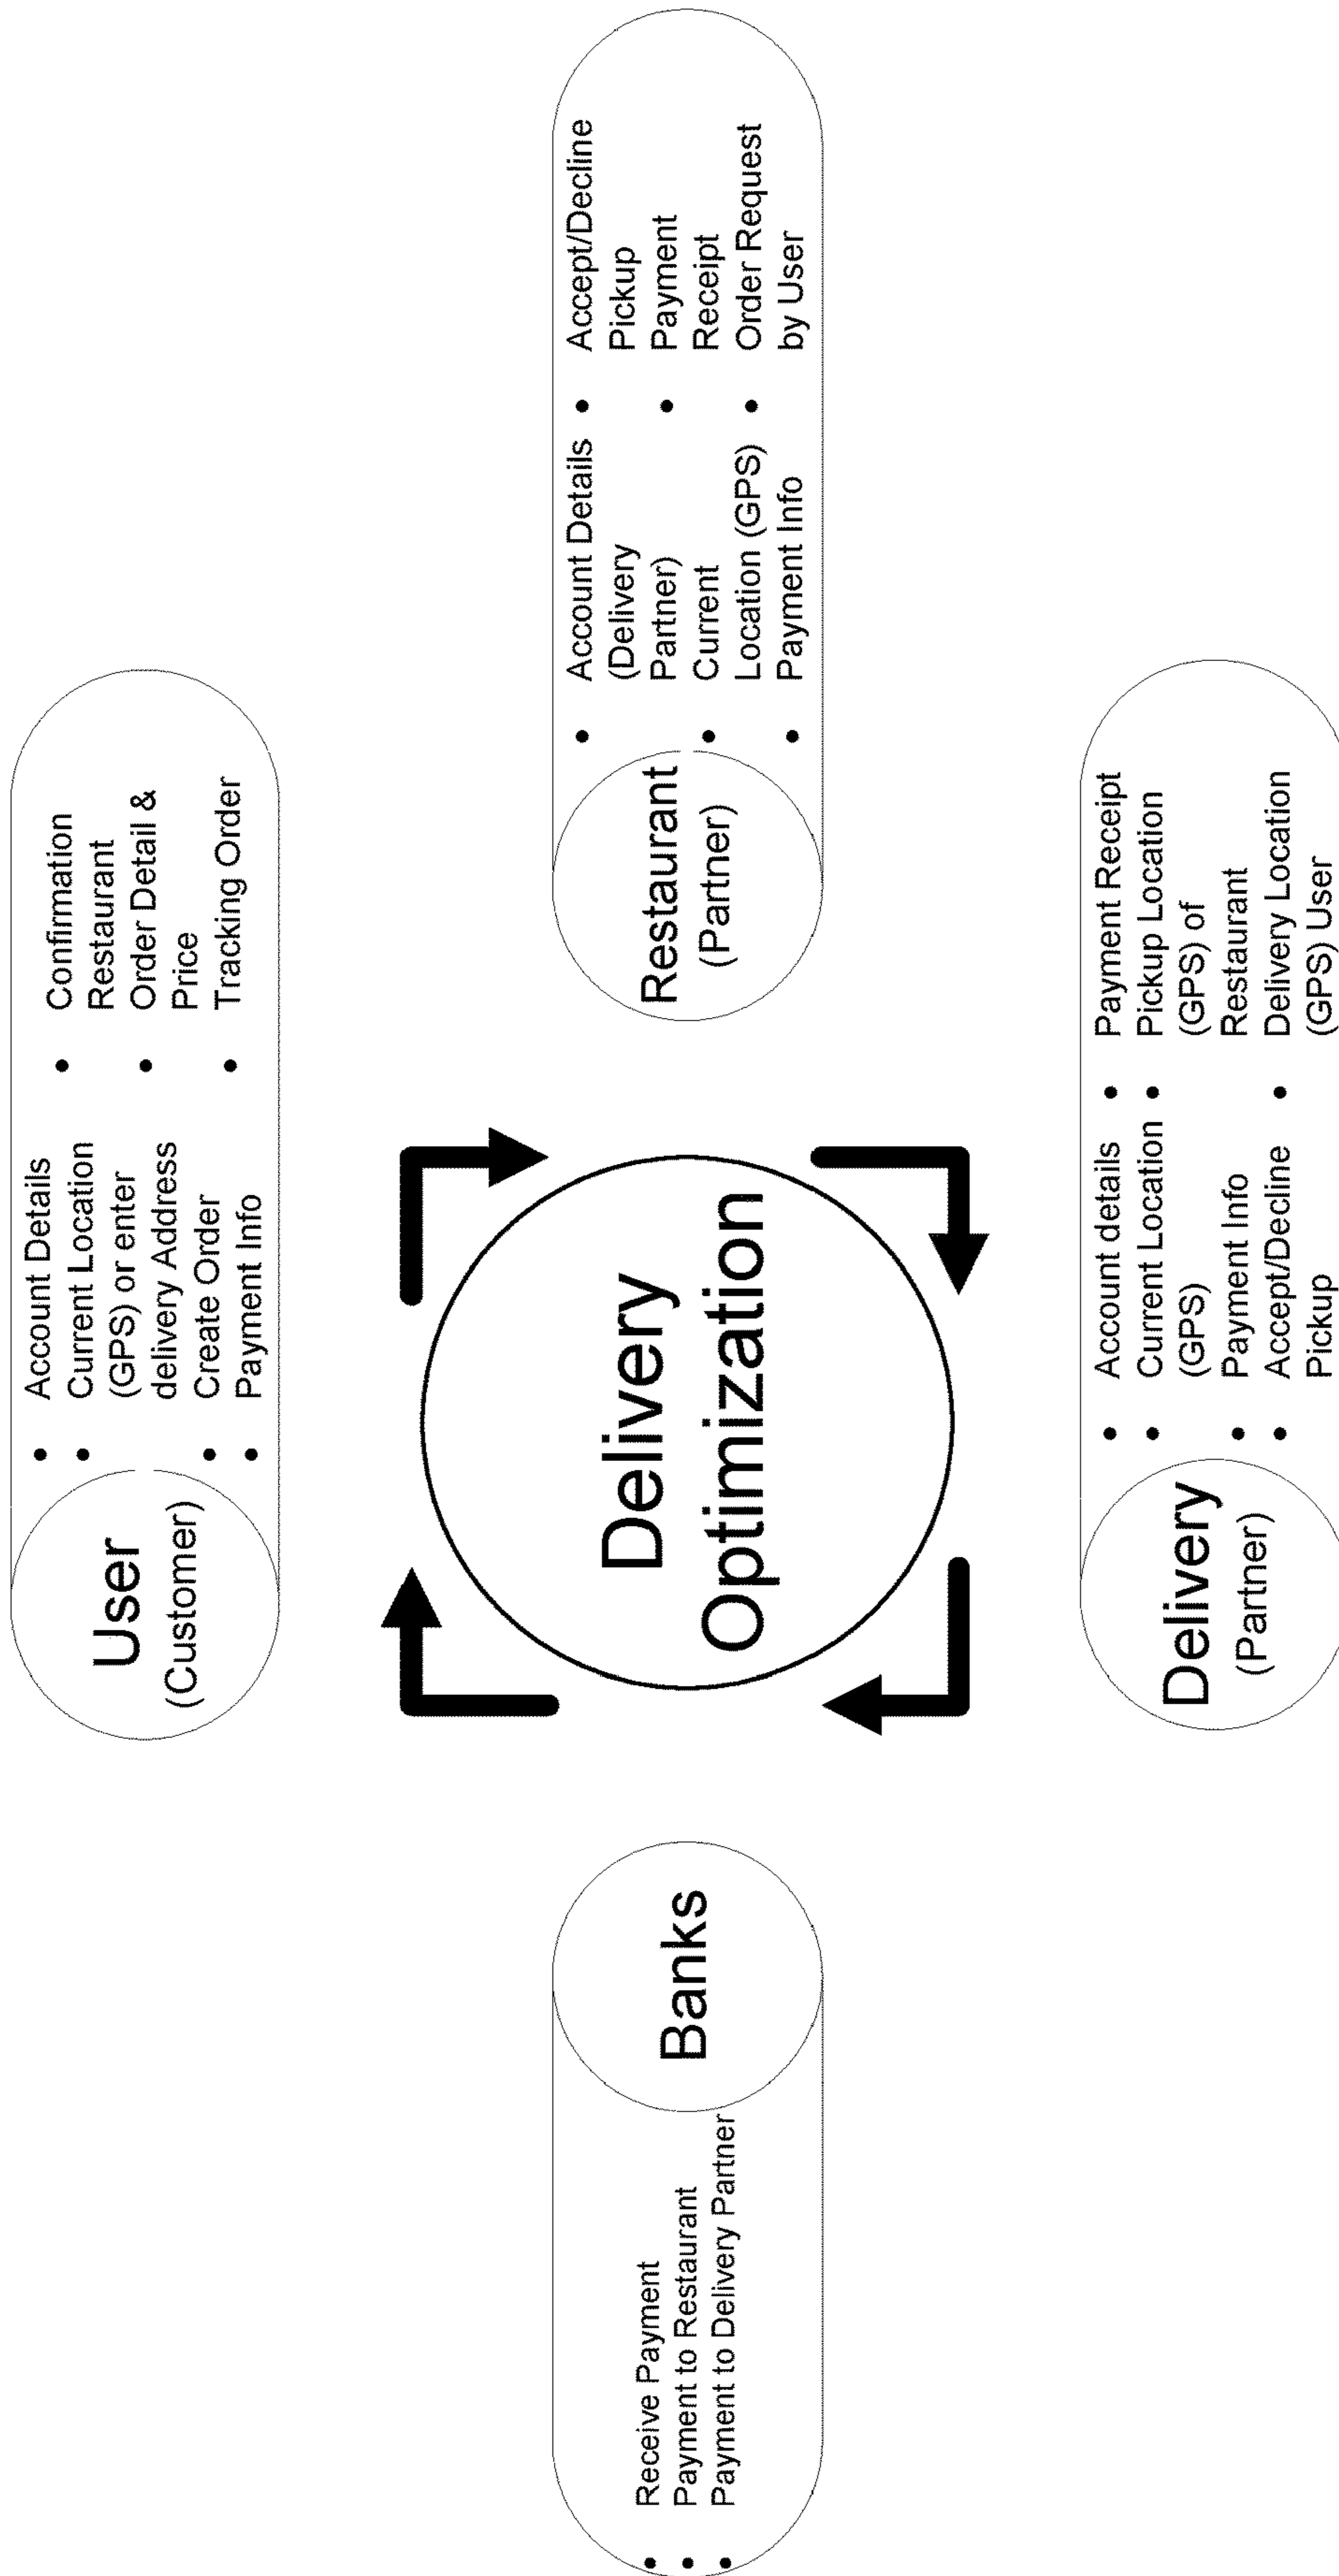 User
(Customer)
• Account Details
• Current Location
(GPS) or enter
delivery Address
• Create Order
• Payment Info
• Confirmation
Restaurant
• Order Detail &
Price
• Tracking Order
Banks
• Receive Payment
• Payment to Restaurant
• Payment to Delivery Partner
Delivery
Optimization
Restaurant
(Partner)
• Account Details
(Delivery
Partner)
• Current
Location (GPS)
• Payment Info
• Accept/Decline
Pickup
• Payment
Receipt
• Order Request
by User
Delivery
(Partner)
• Account details
• Current Location
(GPS)
• Payment Info
• Accept/Decline
Pickup
• Payment Receipt
• Pickup Location
(GPS) of
Restaurant
• Delivery Location
(GPS) User